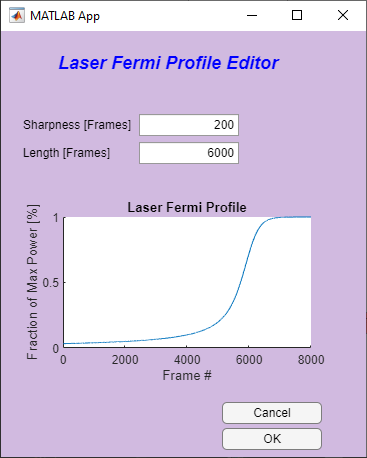 MATLAB App
Laser Fermi Profile Editor
Sharpness [Frames] 200
Length [Frames] 6000
Laser Fermi Profile
Fraction of Max Power [%]
1
0.5
0
0 2000 4000 6000 8000
Frame #
Cancel
OK